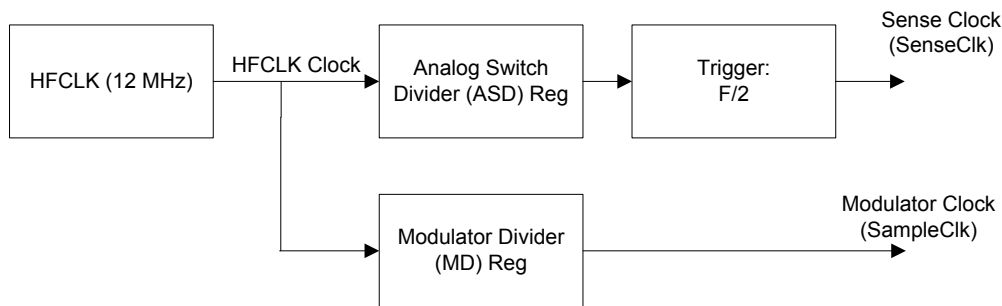 HFCLK (12 MHz)
HFCLK Clock
Analog Switch
Divider (ASD) Reg
Trigger:
F/2
Sense Clock
(SenseClk)
Modulator Divider
(MD) Reg
Modulator Clock
(SampleClk)